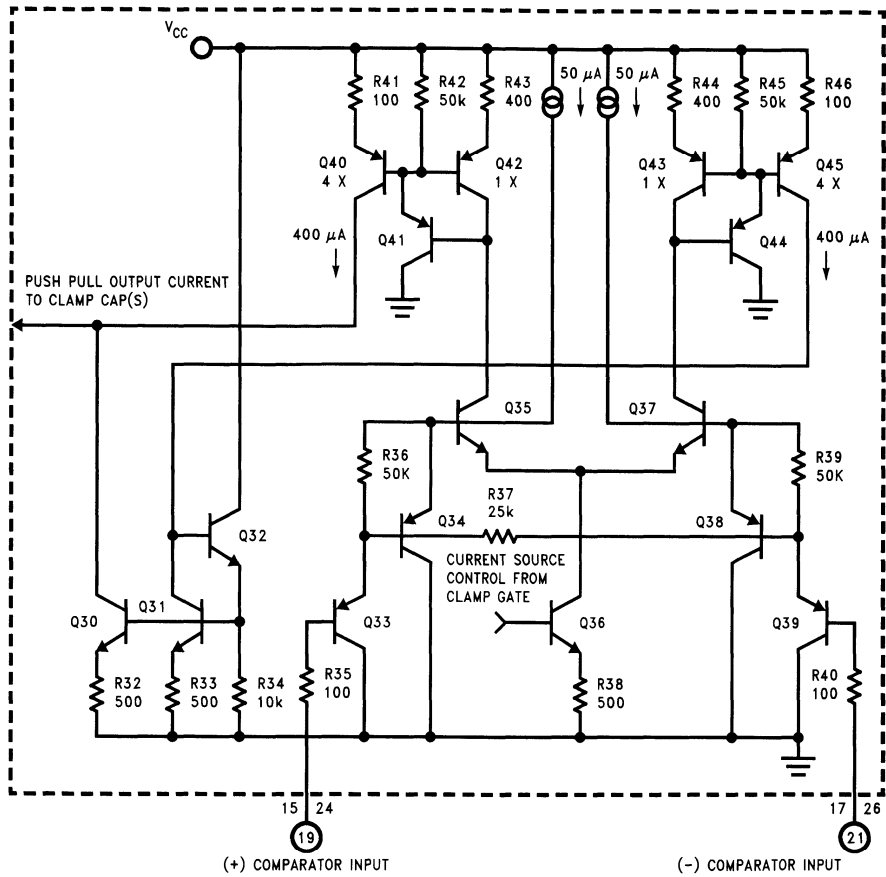 VCC
R41
100
R42
50k
R43
400
50 µA
50 µA
R44
400
R45
50k
R46
100
Q40
4 X
Q42
1 X
Q43
1 X
Q45
4 X
400 µA
Q41
Q44
400 µA
PUSH PULL OUTPUT CURRENT
TO CLAMP CAP(S)
Q35
Q37
R36
50K
R39
50K
R37
25k
Q34
Q38
Q32
CURRENT SOURCE
CONTROL FROM
CLAMP GATE
Q30
Q31
Q33
Q36
Q39
R32
500
R33
500
R34
10k
R35
100
R38
500
R40
100
15 24
17 26
19
21
(+) COMPARATOR INPUT
(-) COMPARATOR INPUT